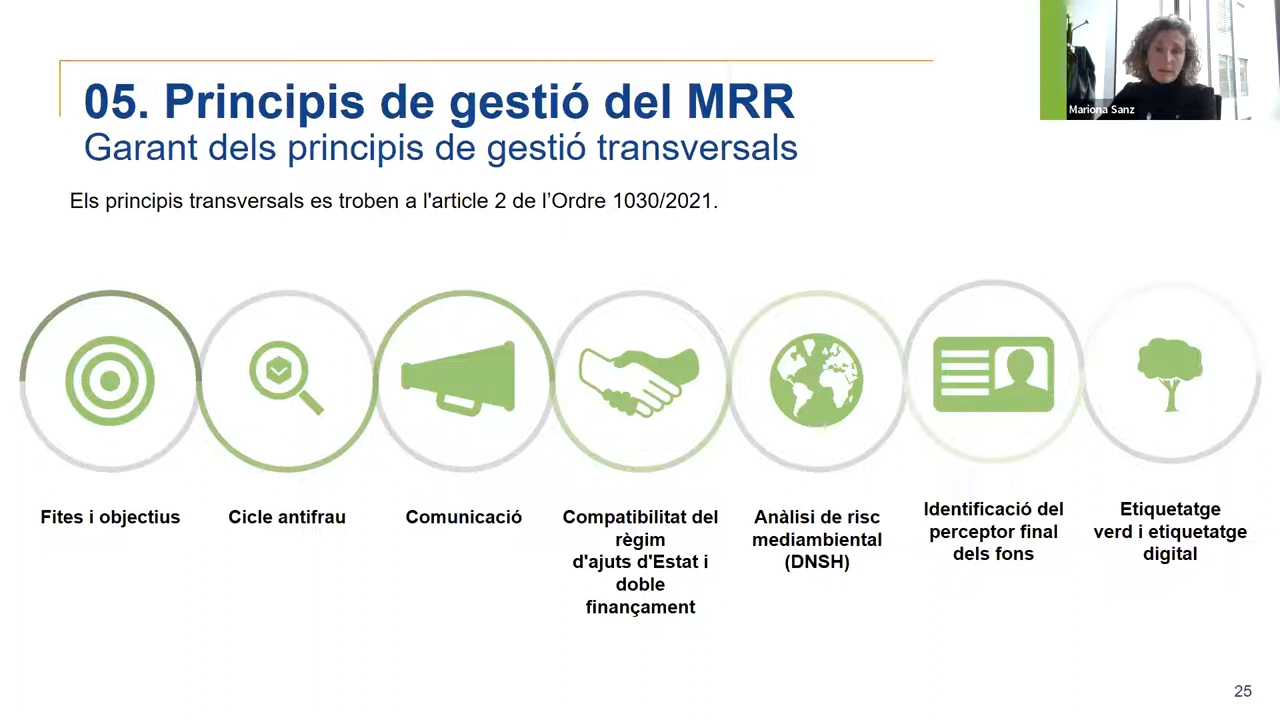 05. Principis de gestió del MRR
Garant dels principis de gestió transversals
Mariona Sanz
Els principis transversals es troben a l'article 2 de l’Ordre 1030/2021.
Fites i objectius
Cicle antifrau
Comunicació
Compatibilitat del
règim
d'ajuts d'Estat i
doble
finançament
Anàlisi de risc
mediambiental
(DNSH)
Identificació del
perceptor final
dels fons
Etiquetatge
verd i etiquetatge
digital
25